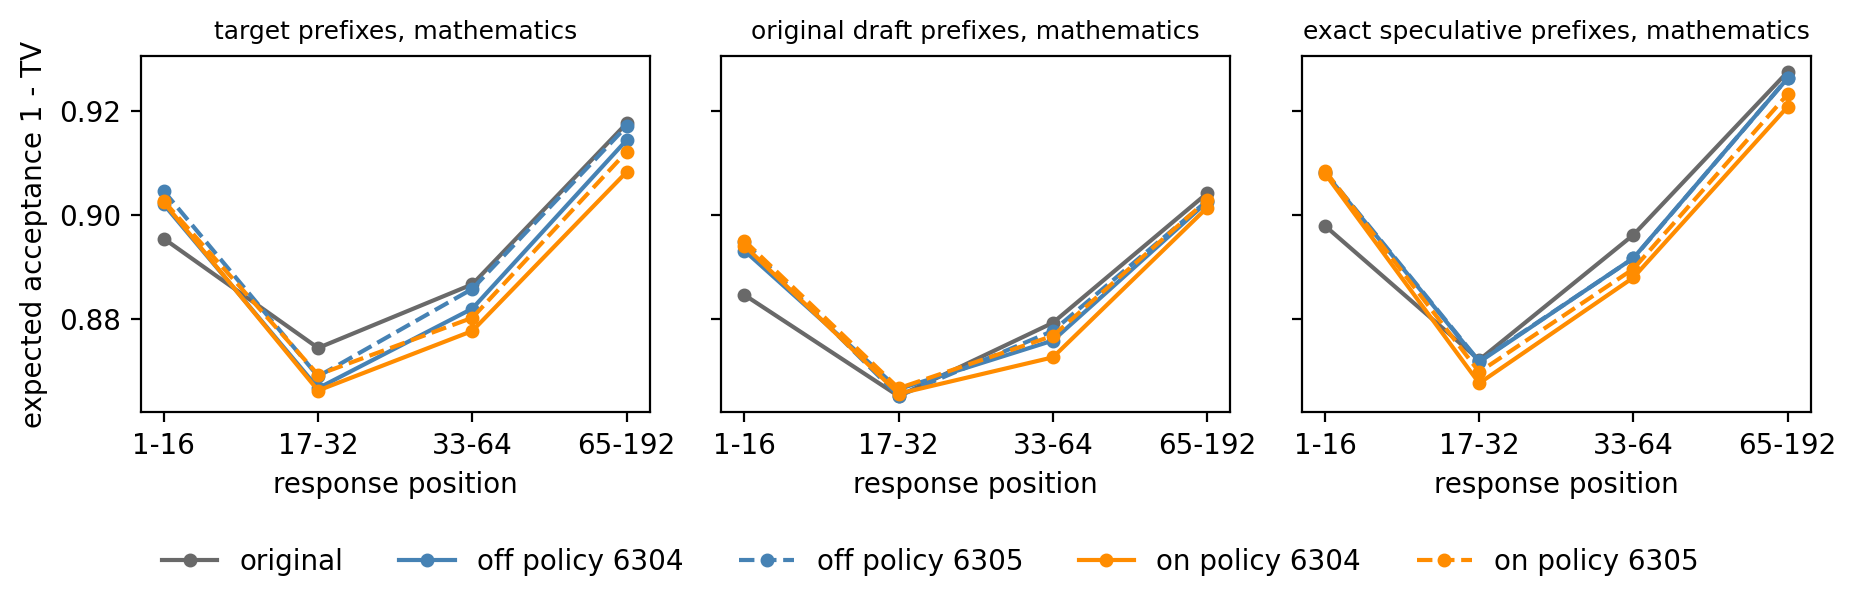 target prefixes, mathematics
original draft prefixes, mathematics
exact speculative prefixes, mathematics
expected acceptance 1 - TV
0.92
0.90
0.88
1-16 17-32 33-64 65-192
1-16 17-32 33-64 65-192
1-16 17-32 33-64 65-192
response position
response position
response position
original
off policy 6304
off policy 6305
on policy 6304
on policy 6305